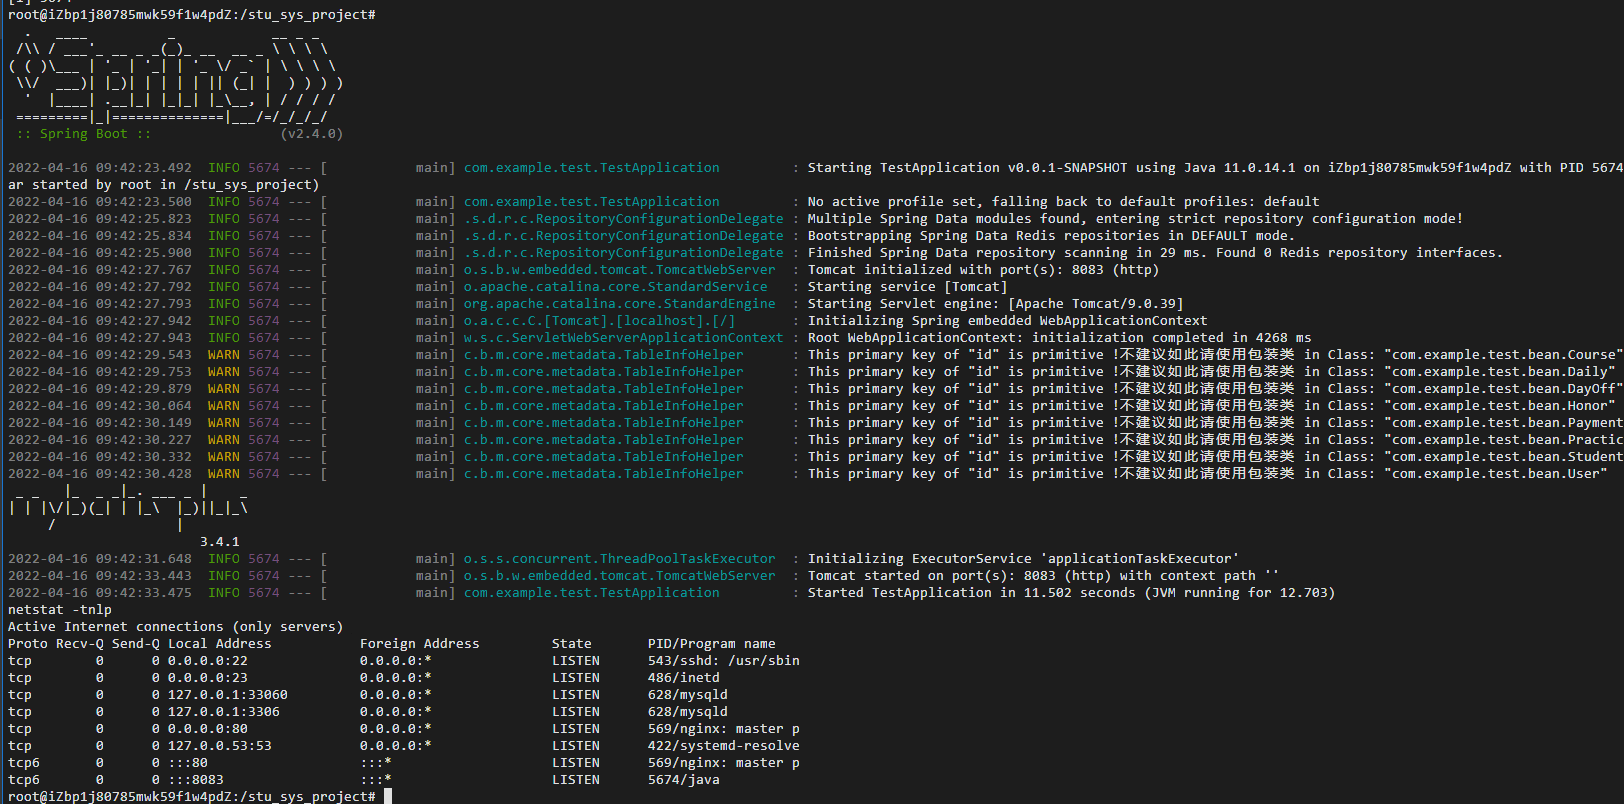 [1] 5674
root@iZbp1j80785mwk59f1w4pdZ:/stu_sys_project#
  .   ____          _            __ _ _
 /\\ / ___'_ __ _ _(_)_ __  __ _ \ \ \ \
( ( )\___ | '_ | '_| | '_ \/ _` | \ \ \ \
 \\/  ___)| |_)| | | | | || (_| |  ) ) ) )
  '  |____| .__|_| |_|_| |_\__, | / / / /
 =========|_|==============|___/=/_/_/_/
 :: Spring Boot ::                (v2.4.0)
2022-04-16 09:42:23.492  INFO 5674 --- [           main] com.example.test.TestApplication         : Starting TestApplication v0.0.1-SNAPSHOT using Java 11.0.14.1 on iZbp1j80785mwk59f1w4pdZ with PID 5674
ar started by root in /stu_sys_project)
2022-04-16 09:42:23.500  INFO 5674 --- [           main] com.example.test.TestApplication         : No active profile set, falling back to default profiles: default
2022-04-16 09:42:25.823  INFO 5674 --- [           main] .s.d.r.c.RepositoryConfigurationDelegate : Multiple Spring Data modules found, entering strict repository configuration mode!
2022-04-16 09:42:25.834  INFO 5674 --- [           main] .s.d.r.c.RepositoryConfigurationDelegate : Bootstrapping Spring Data Redis repositories in DEFAULT mode.
2022-04-16 09:42:25.900  INFO 5674 --- [           main] .s.d.r.c.RepositoryConfigurationDelegate : Finished Spring Data repository scanning in 29 ms. Found 0 Redis repository interfaces.
2022-04-16 09:42:27.767  INFO 5674 --- [           main] o.s.b.w.embedded.tomcat.TomcatWebServer  : Tomcat initialized with port(s): 8083 (http)
2022-04-16 09:42:27.792  INFO 5674 --- [           main] o.apache.catalina.core.StandardService   : Starting service [Tomcat]
2022-04-16 09:42:27.793  INFO 5674 --- [           main] org.apache.catalina.core.StandardEngine  : Starting Servlet engine: [Apache Tomcat/9.0.39]
2022-04-16 09:42:27.942  INFO 5674 --- [           main] o.a.c.c.C.[Tomcat].[localhost].[/]       : Initializing Spring embedded WebApplicationContext
2022-04-16 09:42:27.943  INFO 5674 --- [           main] w.s.c.ServletWebServerApplicationContext : Root WebApplicationContext: initialization completed in 4268 ms
2022-04-16 09:42:29.543  WARN 5674 --- [           main] c.b.m.core.metadata.TableInfoHelper      : This primary key of "id" is primitive !不建议如此请使用包装类 in Class: "com.example.test.bean.Course"
2022-04-16 09:42:29.753  WARN 5674 --- [           main] c.b.m.core.metadata.TableInfoHelper      : This primary key of "id" is primitive !不建议如此请使用包装类 in Class: "com.example.test.bean.Daily"
2022-04-16 09:42:29.879  WARN 5674 --- [           main] c.b.m.core.metadata.TableInfoHelper      : This primary key of "id" is primitive !不建议如此请使用包装类 in Class: "com.example.test.bean.DayOff"
2022-04-16 09:42:30.064  WARN 5674 --- [           main] c.b.m.core.metadata.TableInfoHelper      : This primary key of "id" is primitive !不建议如此请使用包装类 in Class: "com.example.test.bean.Honor"
2022-04-16 09:42:30.149  WARN 5674 --- [           main] c.b.m.core.metadata.TableInfoHelper      : This primary key of "id" is primitive !不建议如此请使用包装类 in Class: "com.example.test.bean.Payment
2022-04-16 09:42:30.227  WARN 5674 --- [           main] c.b.m.core.metadata.TableInfoHelper      : This primary key of "id" is primitive !不建议如此请使用包装类 in Class: "com.example.test.bean.Practic
2022-04-16 09:42:30.332  WARN 5674 --- [           main] c.b.m.core.metadata.TableInfoHelper      : This primary key of "id" is primitive !不建议如此请使用包装类 in Class: "com.example.test.bean.Student
2022-04-16 09:42:30.428  WARN 5674 --- [           main] c.b.m.core.metadata.TableInfoHelper      : This primary key of "id" is primitive !不建议如此请使用包装类 in Class: "com.example.test.bean.User"
 _ _   |_  _ _|_. ___ _ |    _
| | |\/|_)(_| | |_\  |_)||_|_\
     /               |
                        3.4.1
2022-04-16 09:42:31.648  INFO 5674 --- [           main] o.s.s.concurrent.ThreadPoolTaskExecutor  : Initializing ExecutorService 'applicationTaskExecutor'
2022-04-16 09:42:33.443  INFO 5674 --- [           main] o.s.b.w.embedded.tomcat.TomcatWebServer  : Tomcat started on port(s): 8083 (http) with context path ''
2022-04-16 09:42:33.475  INFO 5674 --- [           main] com.example.test.TestApplication         : Started TestApplication in 11.502 seconds (JVM running for 12.703)
netstat -tnlp
Active Internet connections (only servers)
Proto Recv-Q Send-Q Local Address           Foreign Address         State       PID/Program name
tcp        0      0 0.0.0.0:22              0.0.0.0:*               LISTEN      543/sshd: /usr/sbin
tcp        0      0 0.0.0.0:23              0.0.0.0:*               LISTEN      486/inetd
tcp        0      0 127.0.0.1:33060         0.0.0.0:*               LISTEN      628/mysqld
tcp        0      0 127.0.0.1:3306          0.0.0.0:*               LISTEN      628/mysqld
tcp        0      0 0.0.0.0:80              0.0.0.0:*               LISTEN      569/nginx: master p
tcp        0      0 127.0.0.53:53           0.0.0.0:*               LISTEN      422/systemd-resolve
tcp6       0      0 :::80                   :::*                    LISTEN      569/nginx: master p
tcp6       0      0 :::8083                 :::*                    LISTEN      5674/java
root@iZbp1j80785mwk59f1w4pdZ:/stu_sys_project#